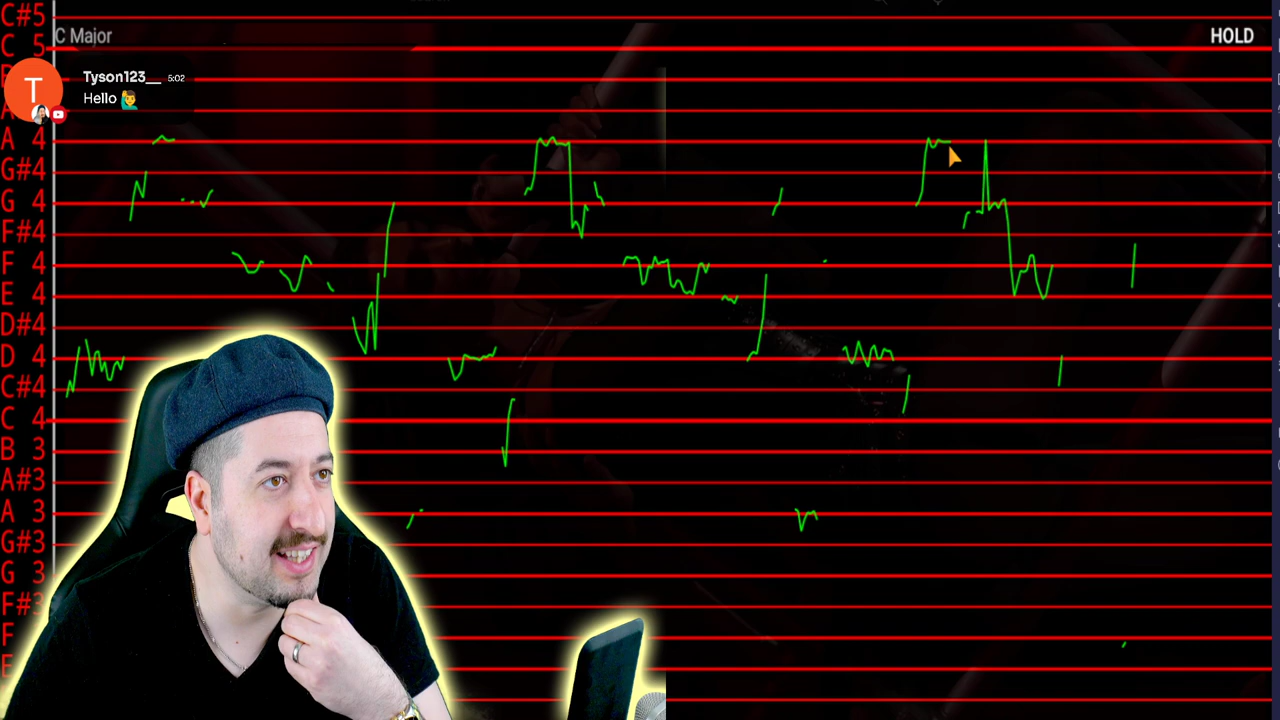 C#5
C Major
HOLD
C 5
T
Tyson123__ 5:02
Hello 🙋‍♂️
A 4
G#4
G 4
F#4
F 4
E 4
D#4
D 4
C#4
C 4
B 3
A#3
A 3
G#3
G 3
F#3
F
E